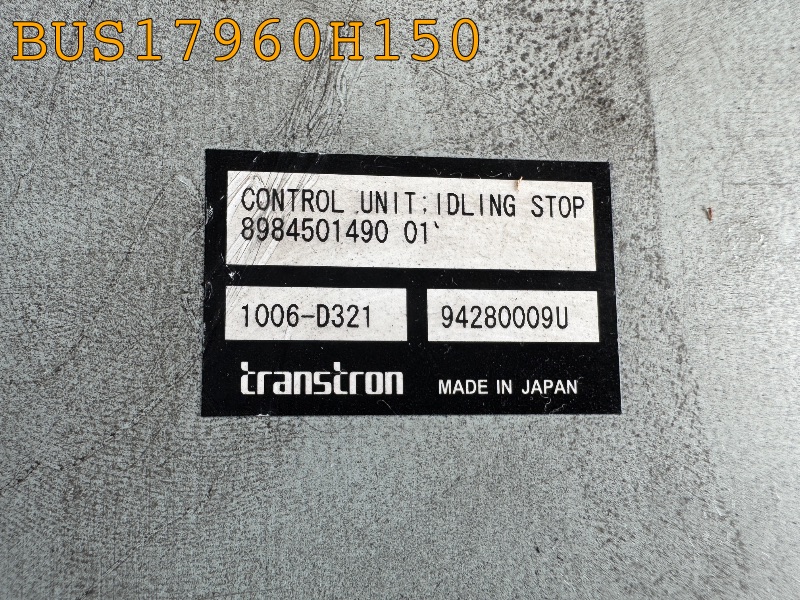 BUS17960H150
CONTROL UNIT;IDLING STOP
8984501490 01
1006-D321
94280009U
transtron
MADE IN JAPAN